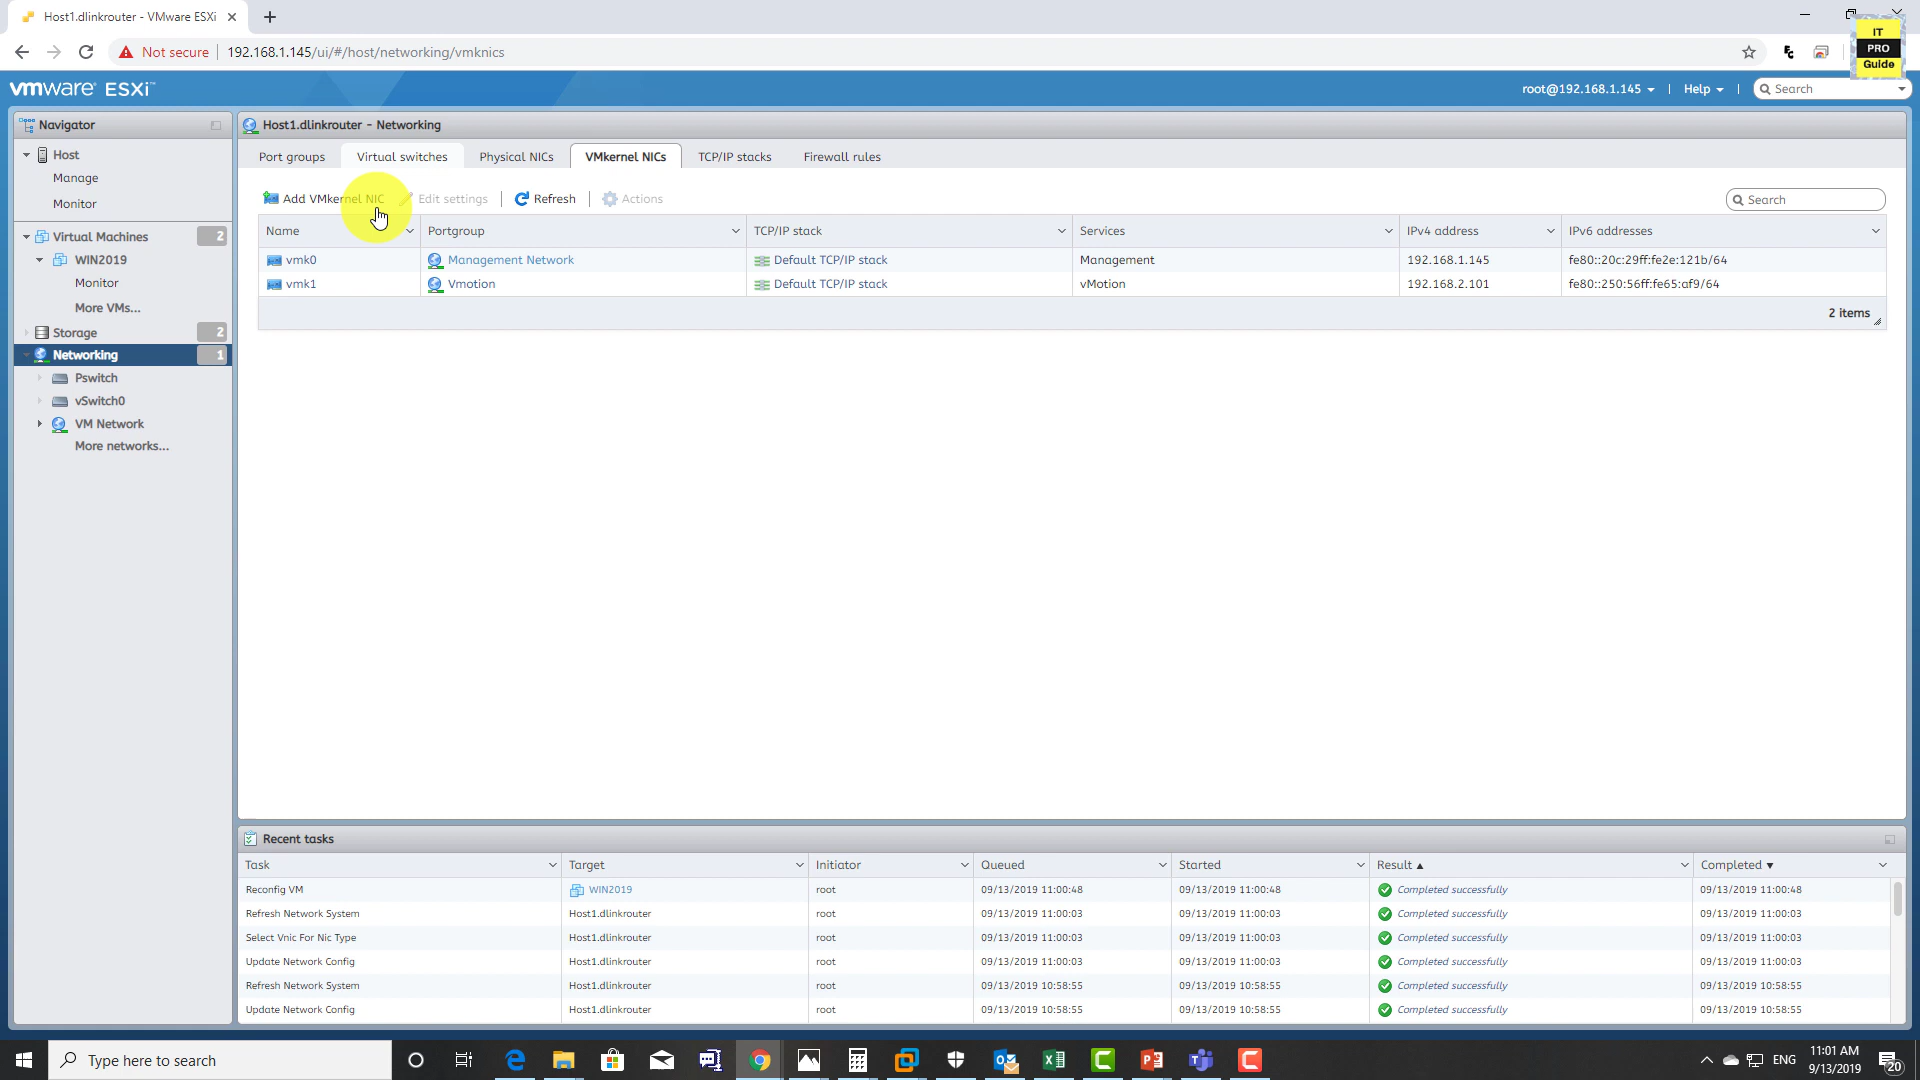 Host1.dlinkrouter - VMware ESXi
Not secure 192.168.1.145/ui/#/host/networking/vmknics
IT
PRO
Guide
vmware ESXi™
root@192.168.1.145 | Help | Search
Navigator
Host
Manage
Monitor
Virtual Machines 2
WIN2019
Monitor
More VMs...
Storage 2
Networking 1
Pswitch
vSwitch0
VM Network
More networks...
Host1.dlinkrouter - Networking
Port groups Virtual switches Physical NICs VMkernel NICs TCP/IP stacks Firewall rules
Add VMkernel NIC Edit settings | Refresh | Actions Search
Name Portgroup TCP/IP stack Services IPv4 address IPv6 addresses
vmk0 Management Network Default TCP/IP stack Management 192.168.1.145 fe80::20c:29ff:fe2e:121b/64
vmk1 Vmotion Default TCP/IP stack vMotion 192.168.2.101 fe80::250:56ff:fe65:af9/64
2 items
Recent tasks
Task Target Initiator Queued Started Result Completed
Reconfig VM WIN2019 root 09/13/2019 11:00:48 09/13/2019 11:00:48 Completed successfully 09/13/2019 11:00:48
Refresh Network System Host1.dlinkrouter root 09/13/2019 11:00:03 09/13/2019 11:00:03 Completed successfully 09/13/2019 11:00:03
Select Vnic For Nic Type Host1.dlinkrouter root 09/13/2019 11:00:03 09/13/2019 11:00:03 Completed successfully 09/13/2019 11:00:03
Update Network Config Host1.dlinkrouter root 09/13/2019 11:00:03 09/13/2019 11:00:03 Completed successfully 09/13/2019 11:00:03
Refresh Network System Host1.dlinkrouter root 09/13/2019 10:58:55 09/13/2019 10:58:55 Completed successfully 09/13/2019 10:58:55
Update Network Config Host1.dlinkrouter root 09/13/2019 10:58:55 09/13/2019 10:58:55 Completed successfully 09/13/2019 10:58:55
Type here to search
ENG
11:01 AM
9/13/2019
20